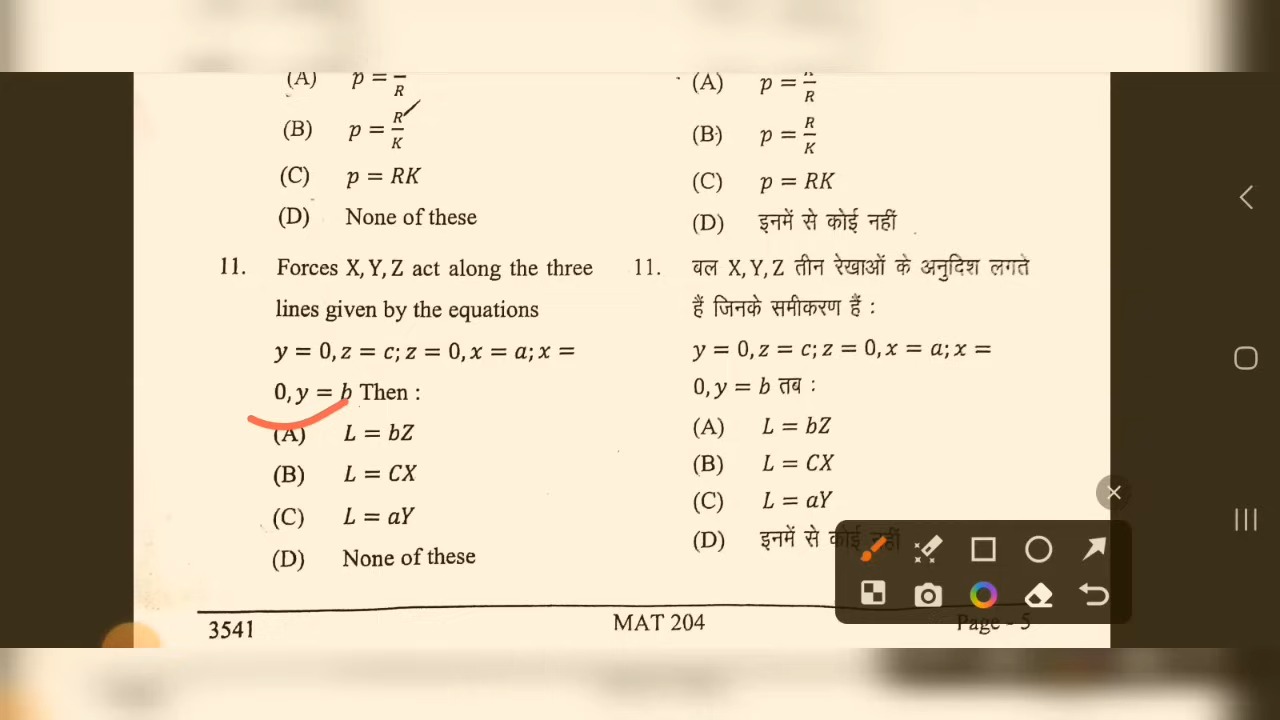 (A) p = / R
(B) p = R/K
(C) p = RK
(D) None of these
11. Forces X, Y, Z act along the three
lines given by the equations
y = 0, z = c; z = 0, x = a; x =
0, y = b Then :
(A) L = bZ
(B) L = CX
(C) L = aY
(D) None of these
(A) p = / R
(B) p = R/K
(C) p = RK
(D) इनमें से कोई नहीं
11. बल X, Y, Z तीन रेखाओं के अनुदिश लगते
हैं जिनके समीकरण हैं :
y = 0, z = c; z = 0, x = a; x =
0, y = b तब :
(A) L = bZ
(B) L = CX
(C) L = aY
(D) इनमें से कोई नहीं
3541 MAT 204 Page - 5